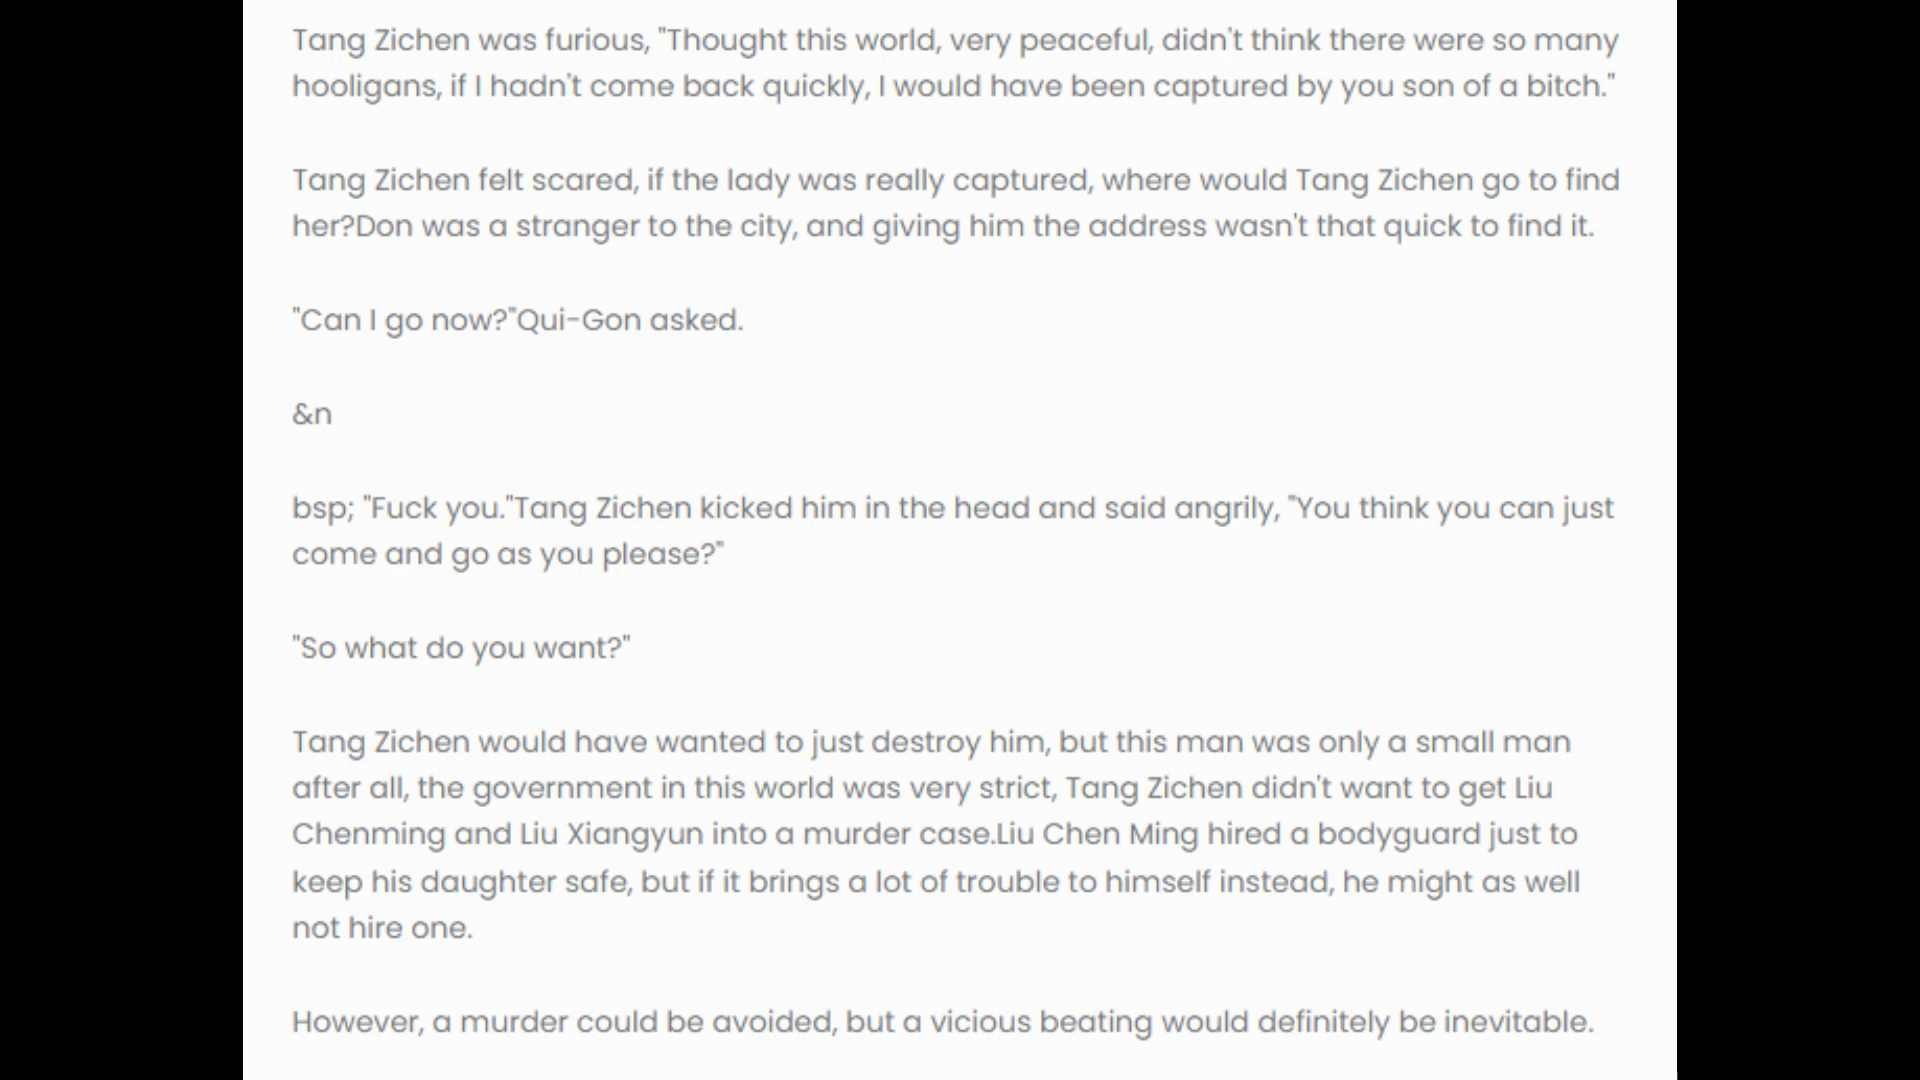 Tang Zichen was furious, "Thought this world, very peaceful, didn't think there were so many
hooligans, if I hadn't come back quickly, I would have been captured by you son of a bitch."
Tang Zichen felt scared, if the lady was really captured, where would Tang Zichen go to find
her?Don was a stranger to the city, and giving him the address wasn't that quick to find it.
"Can I go now?"Qui-Gon asked.
&n
bsp; "Fuck you."Tang Zichen kicked him in the head and said angrily, "You think you can just
come and go as you please?"
"So what do you want?"
Tang Zichen would have wanted to just destroy him, but this man was only a small man
after all, the government in this world was very strict, Tang Zichen didn't want to get Liu
Chenming and Liu Xiangyun into a murder case.Liu Chen Ming hired a bodyguard just to
keep his daughter safe, but if it brings a lot of trouble to himself instead, he might as well
not hire one.
However, a murder could be avoided, but a vicious beating would definitely be inevitable.